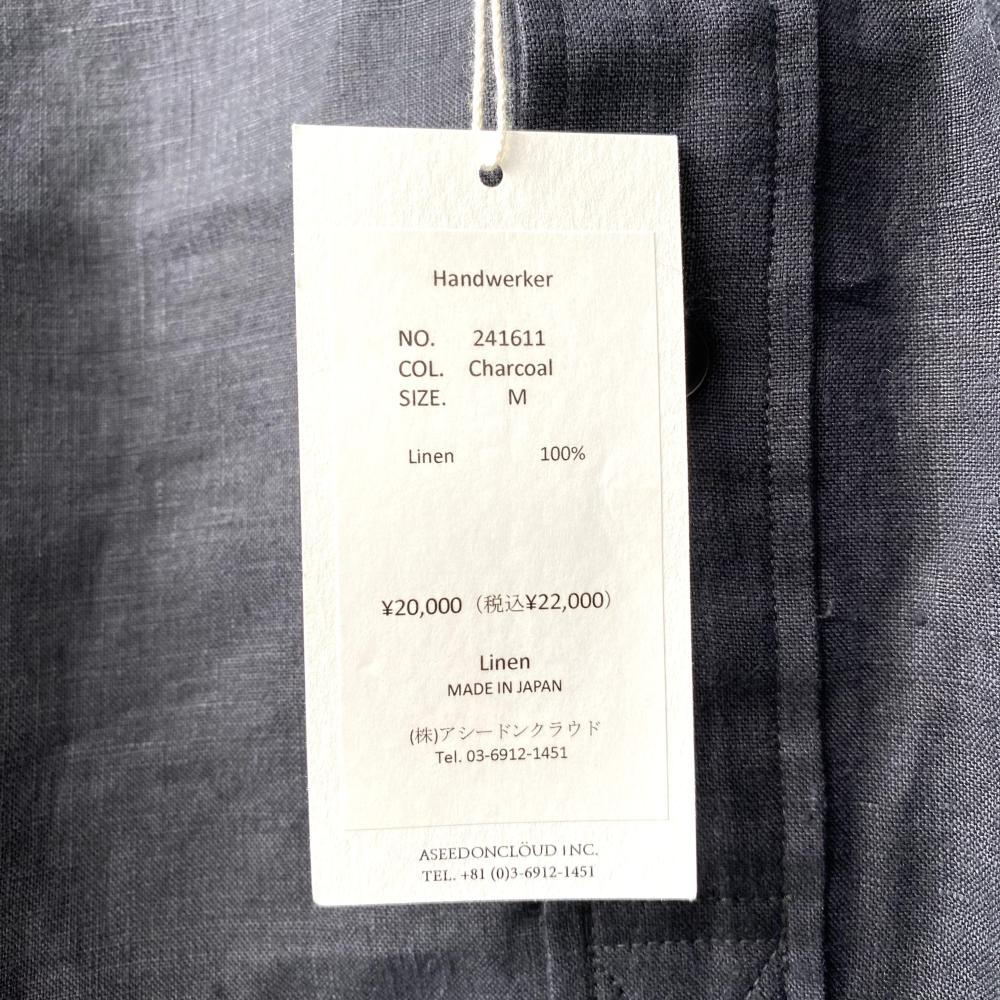 Handwerker
NO. 241611
COL. Charcoal
SIZE. M
Linen 100%
¥20,000（税込¥22,000）
Linen
MADE IN JAPAN
(株)アシードンクラウド
Tel. 03-6912-1451
ASEEDONCLÖUD INC.
TEL. +81 (0)3-6912-1451